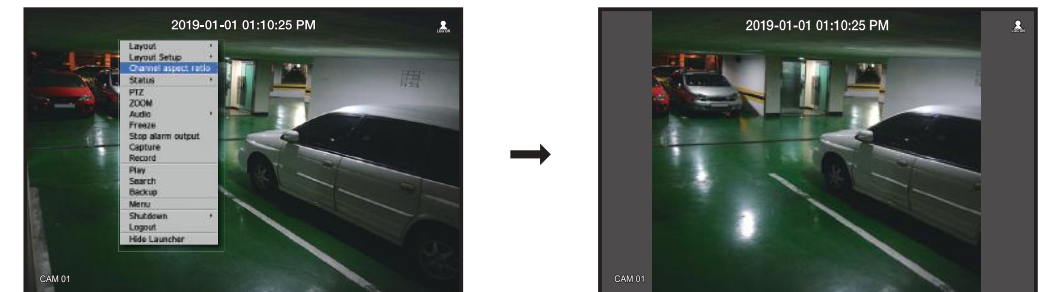 2019-01-01 01:10:25 PM
LOGON
Layout
Layout Setup
Channel aspect ratio
Status
PTZ
ZOOM
Audio
Freeze
Stop alarm output
Capture
Record
Play
Search
Backup
Menu
Shutdown
Logout
Hide Launcher
CAM 01
2019-01-01 01:10:25 PM
LOGON
CAM 01